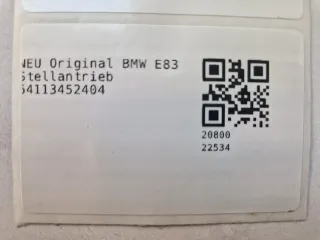 NEU Original BMW E83
Stellantrieb
64113452404
20800
22534